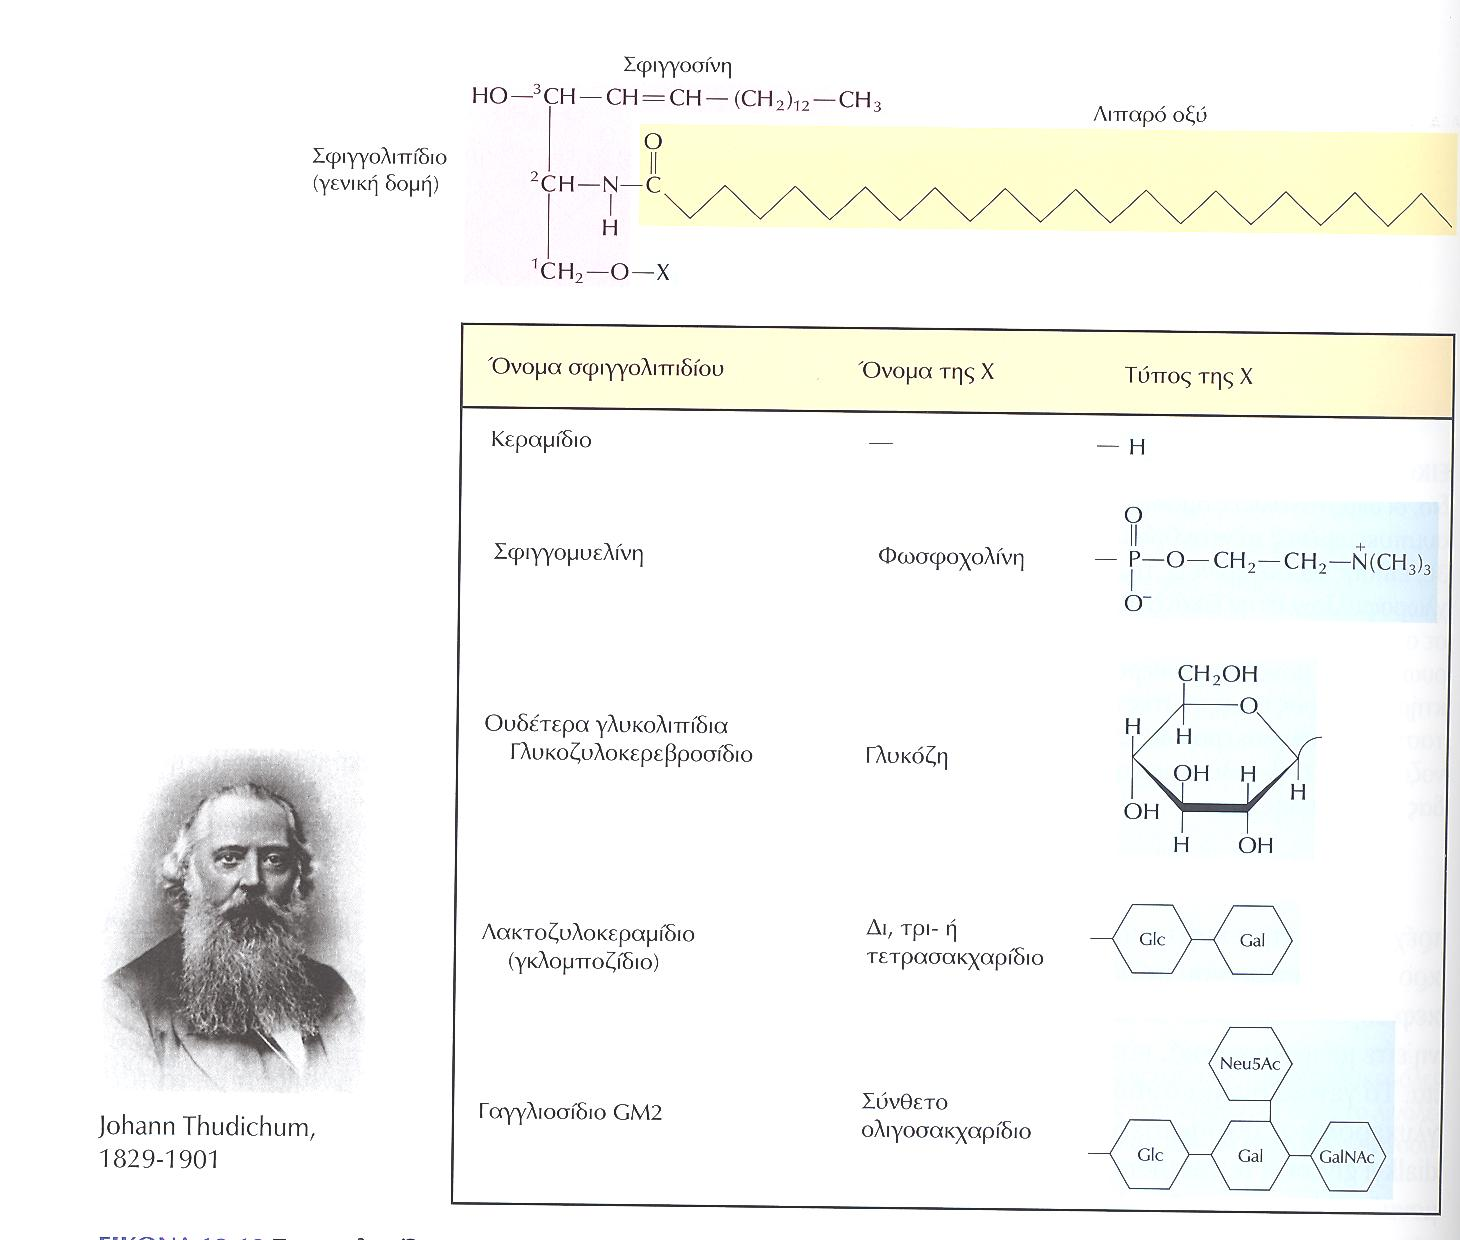 Σφιγγοσίνη
HO—³CH—CH=CH—(CH₂)₁₂—CH₃
Λιπαρό οξύ
Σφιγγολιπίδιο
(γενική δομή)
O
²CH—N—C
H
¹CH₂—O—X
Όνομα σφιγγολιπιδίου Όνομα της X Τύπος της X
Κεραμίδιο — — H
O
Σφιγγομυελίνη Φωσφοχολίνη — P—O—CH₂—CH₂—N⁺(CH₃)₃
O⁻
CH₂OH
O
Ουδέτερα γλυκολιπίδια
Γλυκοζυλοκερεβροσίδιο
Γλυκόζη
H H
OH H H
OH
H OH
Λακτοζυλοκεραμίδιο
(γκλομποζίδιο)
Δι, τρι- ή
τετρασακχαρίδιο
Glc Gal
Neu5Ac
Γαγγλιοσίδιο GM2
Σύνθετο
ολιγοσακχαρίδιο
Glc Gal GalNAc
Johann Thudichum,
1829-1901